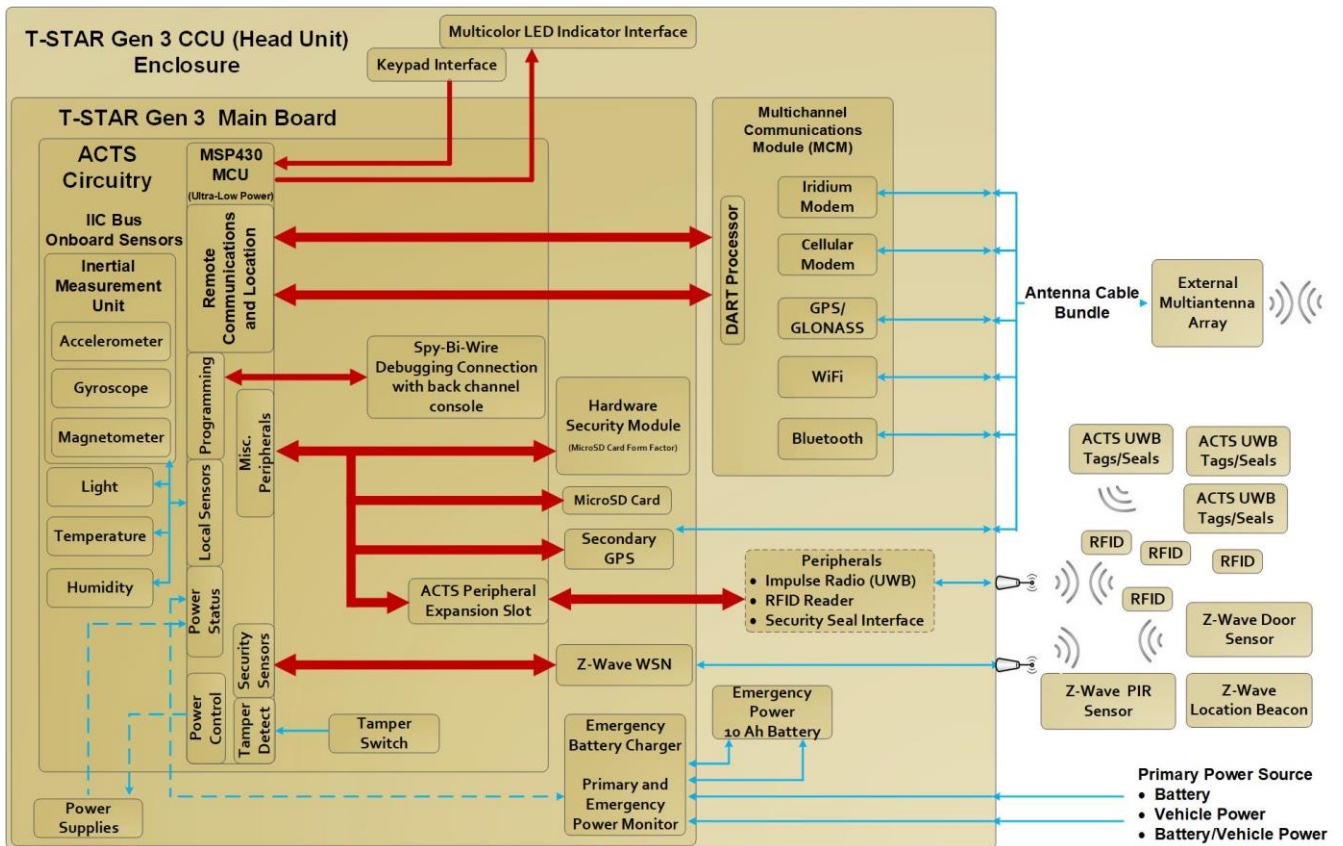 T-STAR Gen 3 CCU (Head Unit)
Enclosure
Multicolor LED Indicator Interface
Keypad Interface
T-STAR Gen 3 Main Board
ACTS
Circuitry
MSP430
MCU
(Ultra-Low Power)
IIC Bus
Onboard Sensors
Inertial
Measurement
Unit
Accelerometer
Gyroscope
Magnetometer
Light
Temperature
Humidity
Remote
Communications
and Location
Programming
Misc.
Peripherals
Local Sensors
Power
Status
Security
Sensors
Power
Control
Tamper
Detect
Power
Supplies
Spy-Bi-Wire
Debugging Connection
with back channel
console
Hardware
Security Module
(MicroSD Card Form Factor)
MicroSD Card
Secondary
GPS
ACTS Peripheral
Expansion Slot
Z-Wave WSN
Tamper
Switch
Emergency
Battery Charger
Primary and
Emergency
Power Monitor
Emergency
Power
10 Ah Battery
Multichannel
Communications
Module (MCM)
DART Processor
Iridium
Modem
Cellular
Modem
GPS/
GLONASS
WiFi
Bluetooth
Peripherals
• Impulse Radio (UWB)
• RFID Reader
• Security Seal Interface
Antenna Cable
Bundle
External
Multiantenna
Array
ACTS UWB
Tags/Seals
ACTS UWB
Tags/Seals
ACTS UWB
Tags/Seals
RFID
RFID
RFID
RFID
Z-Wave Door
Sensor
Z-Wave PIR
Sensor
Z-Wave
Location Beacon
Primary Power Source
• Battery
• Vehicle Power
• Battery/Vehicle Power